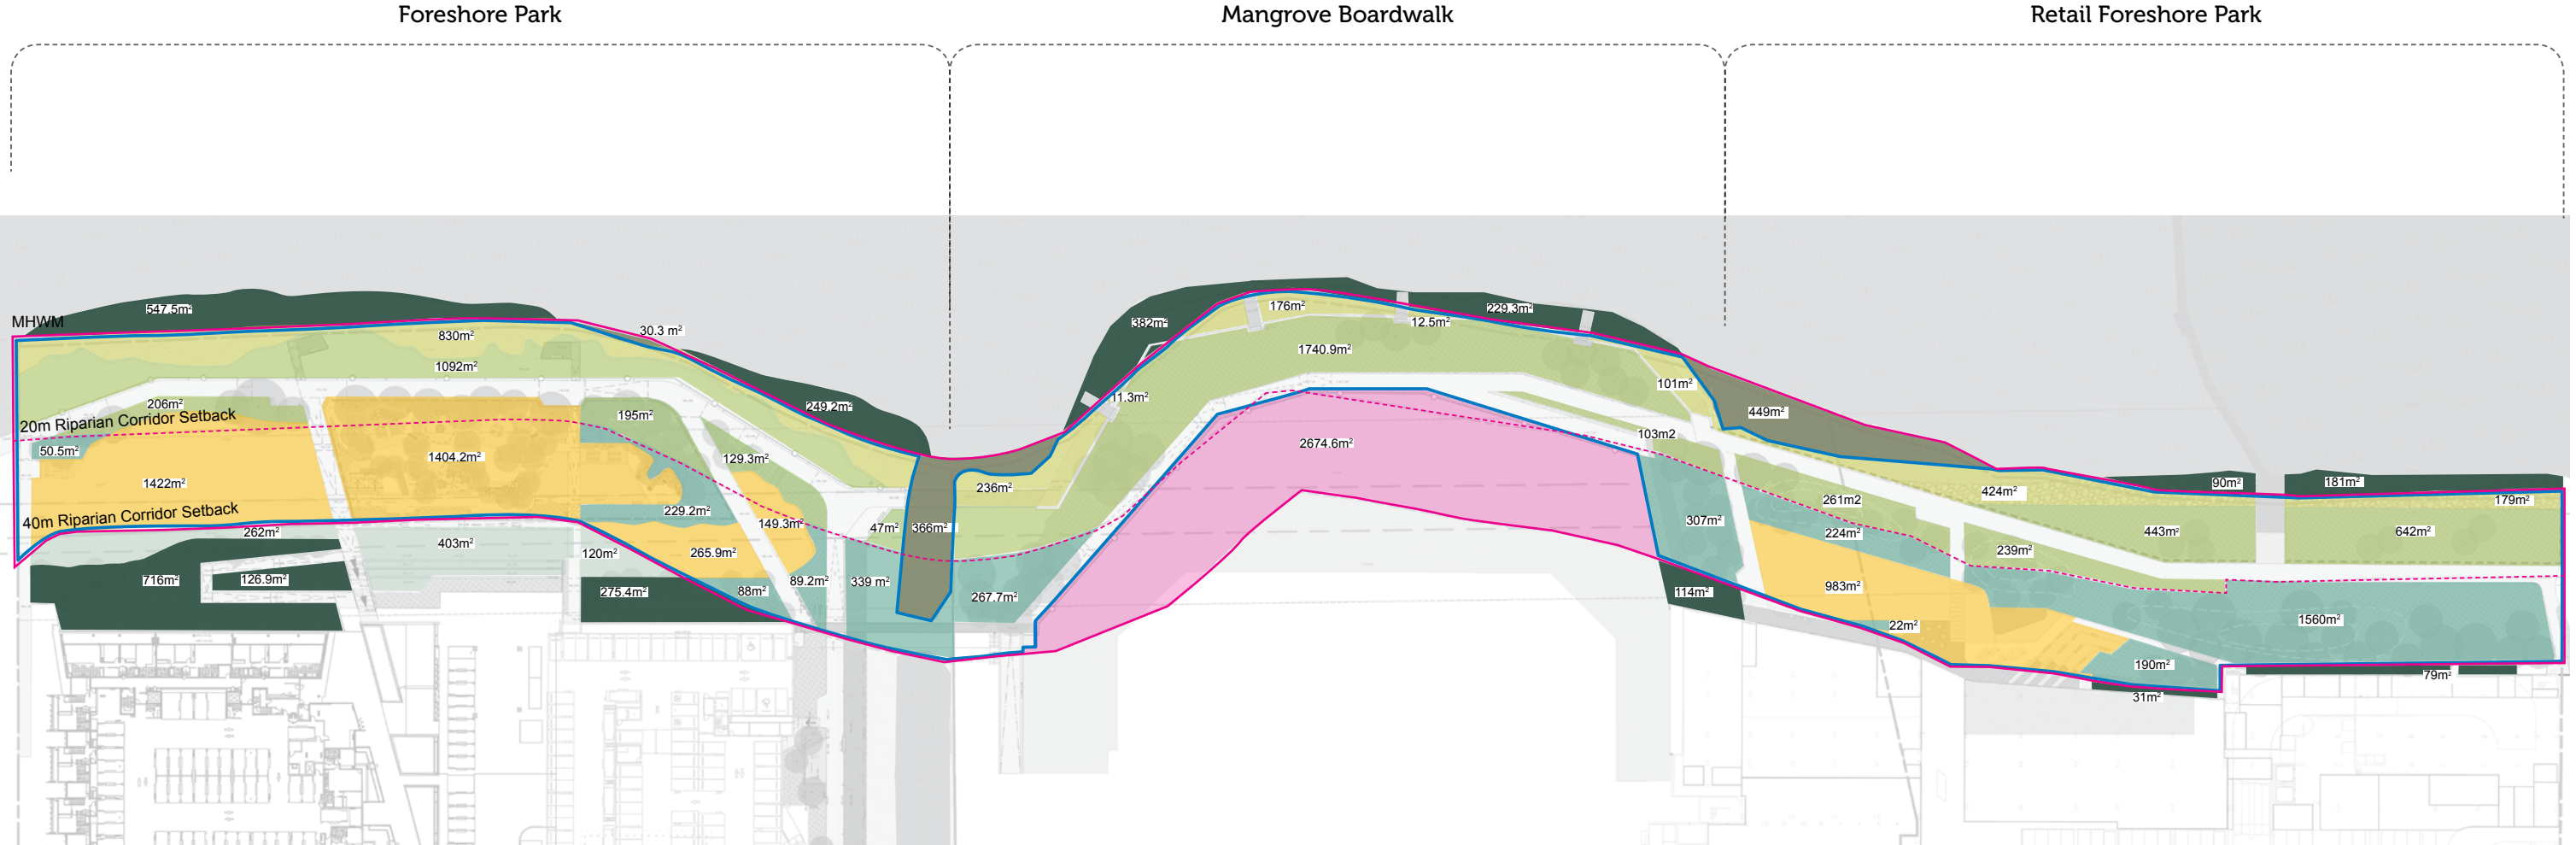 Foreshore Park
Mangrove Boardwalk
Retail Foreshore Park
547.5m²
MHWM
830m²
30.3 m²
1092m²
206m²
20m Riparian Corridor Setback
195m²
249.2m²
50.5m²
1404.2m²
129.3m²
1422m²
40m Riparian Corridor Setback
229.2m²
149.3m²
262m²
403m²
120m²
265.9m²
716m²
126.9m²
275.4m²
88m²
89.2m²
339 m²
47m²
366m²
236m²
267.7m²
382m²
176m²
229.3m²
12.5m²
1740.9m²
11.3m²
101m²
449m²
103m2
2674.6m²
307m²
114m²
261m2
424m²
224m²
239m²
443m²
90m²
181m²
179m²
642m²
983m²
22m²
1560m²
190m²
31m²
79m²